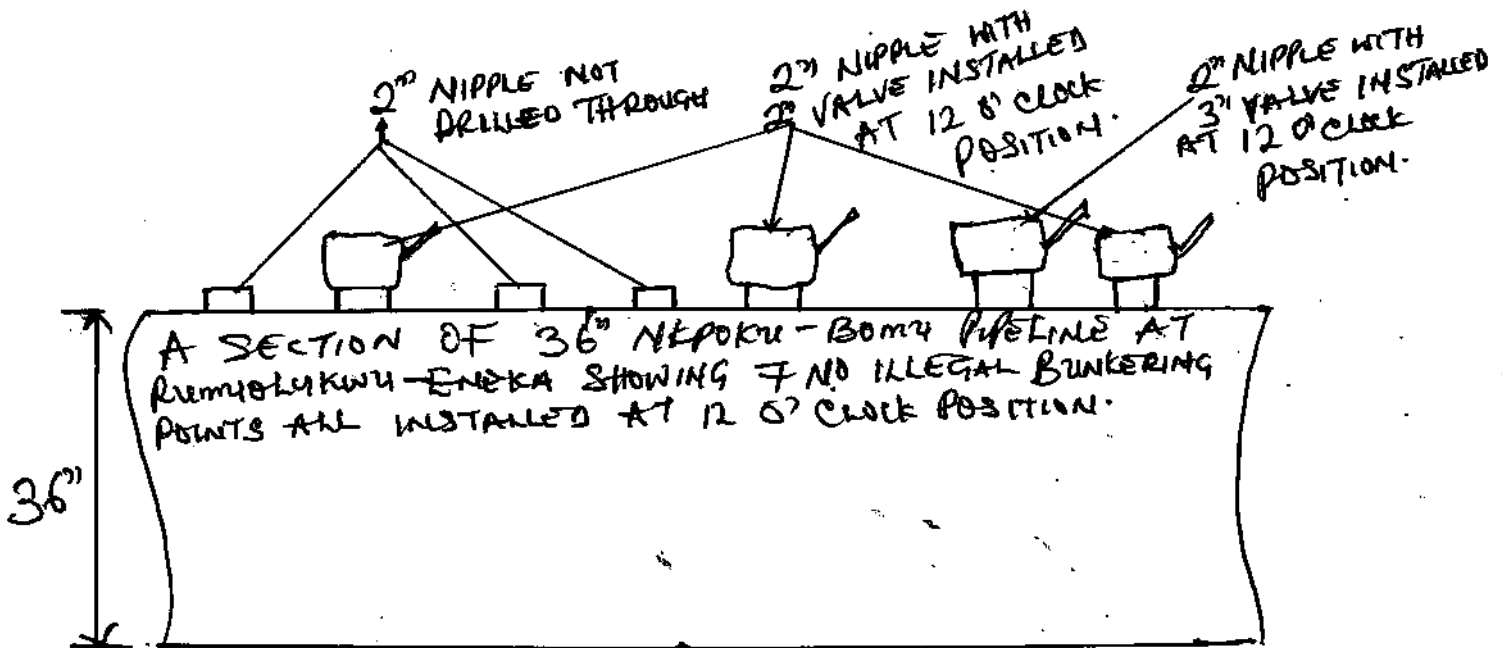 2" NIPPLE NOT
DRILLED THROUGH
2" NIPPLE WITH
2" VALVE INSTALLED
AT 12 O' CLOCK
POSITION.
2" NIPPLE WITH
3" VALVE INSTALLED
AT 12 O' CLOCK
POSITION.
A SECTION OF 36" NKPOKU-BOMU PIPELINE AT
RUMUOLUKWU-ENEKA SHOWING 7 NO ILLEGAL BUNKERING
POINTS ALL INSTALLED AT 12 O' CLOCK POSITION.
36"